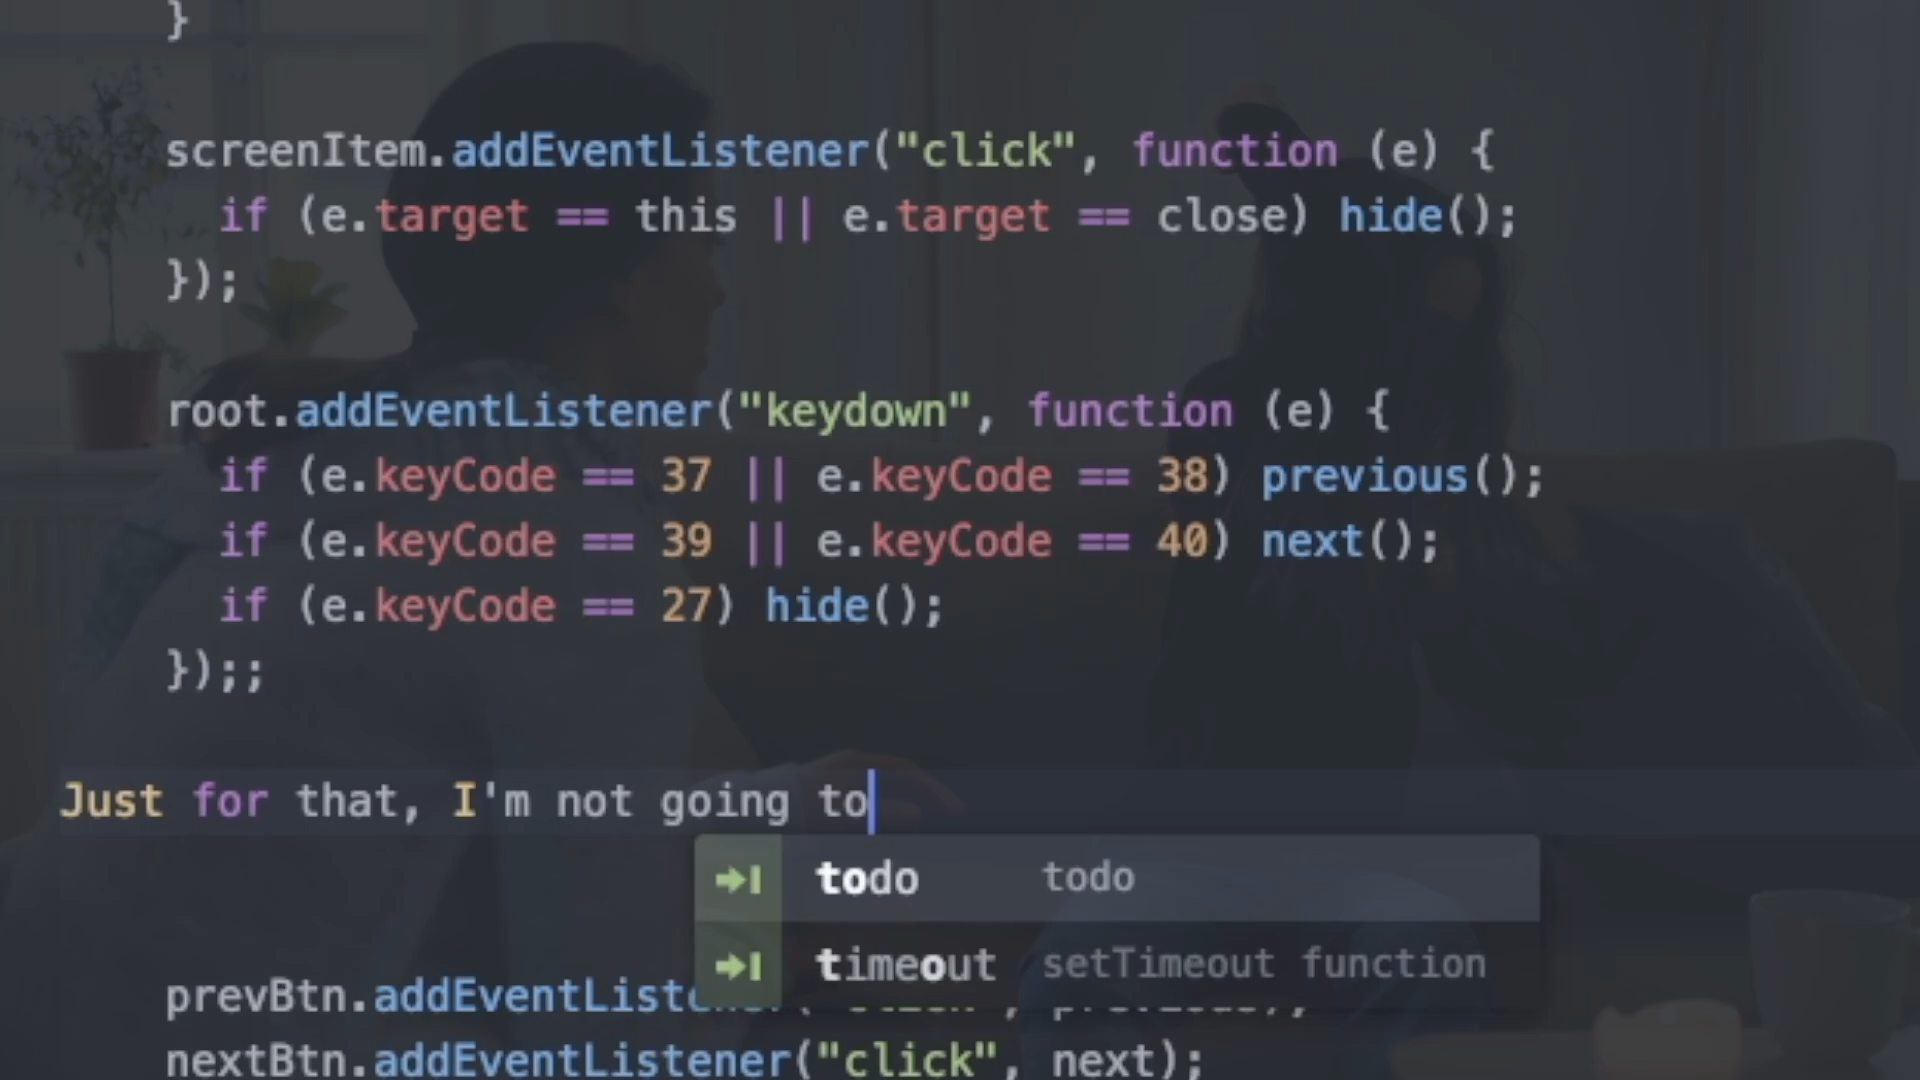 }
screenItem.addEventListener("click", function (e) {
if (e.target == this || e.target == close) hide();
});
root.addEventListener("keydown", function (e) {
if (e.keyCode == 37 || e.keyCode == 38) previous();
if (e.keyCode == 39 || e.keyCode == 40) next();
if (e.keyCode == 27) hide();
});;
Just for that, I'm not going to
todo todo
timeout setTimeout function
prevBtn.addEventListe
nextBtn.addEventListener("click", next);